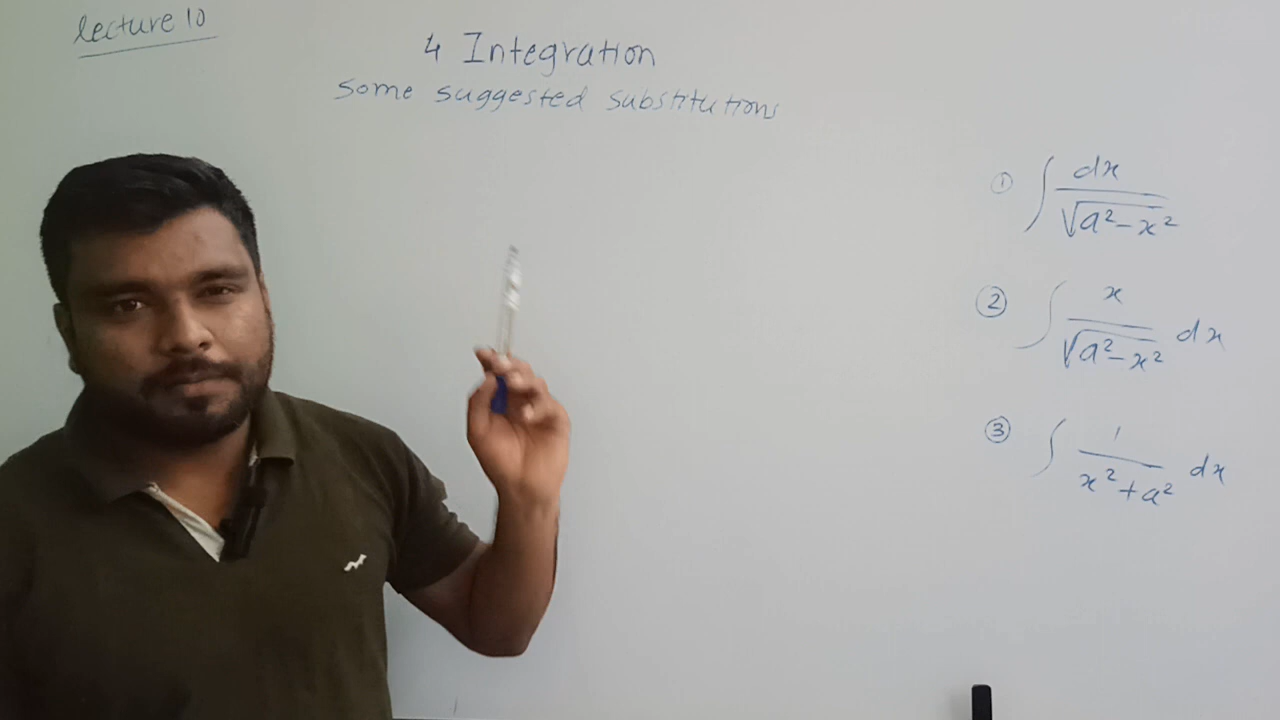 lecture 10
4 Integration
some suggested substitutions
① ∫ dx / √(a² – x²)
② ∫ x / √(a² – x²) dx
③ ∫ 1 / (x² + a²) dx